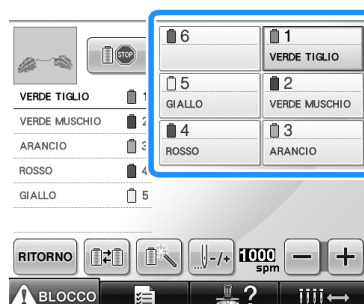 STOP
VERDE TIGLIO 1
VERDE MUSCHIO 2
ARANCIO 3
ROSSO 4
GIALLO 5
6
1
VERDE TIGLIO
5
GIALLO
2
VERDE MUSCHIO
4
ROSSO
3
ARANCIO
RITORNO
-/+
1000
spm
− +
BLOCCO
?